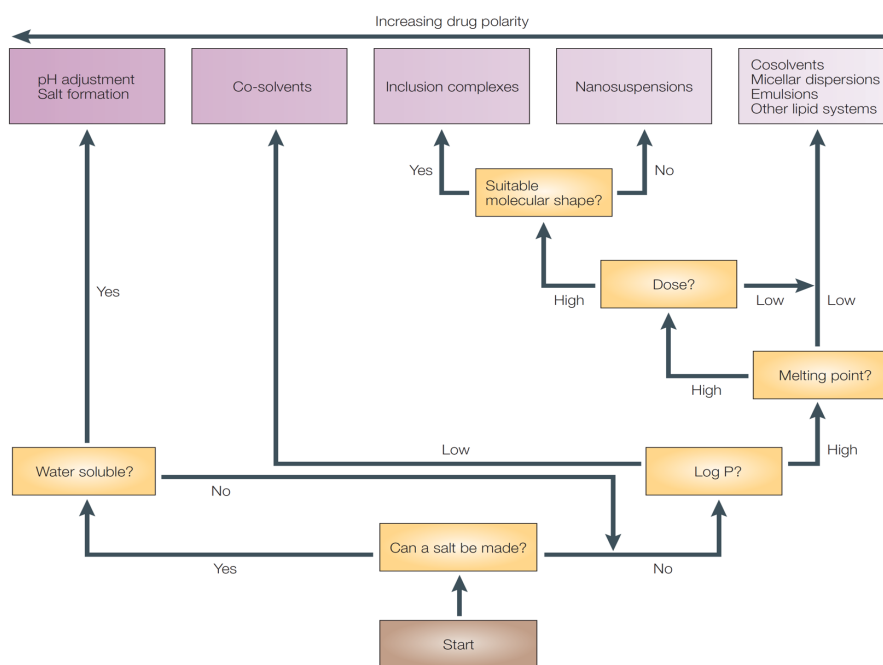 Increasing drug polarity
pH adjustment
Salt formation
Co-solvents
Inclusion complexes
Nanosuspensions
Cosolvents
Micellar dispersions
Emulsions
Other lipid systems
Yes
Suitable
molecular shape?
No
Yes
High
Dose?
Low
Low
High
Melting point?
Water soluble?
Low
Log P?
High
No
Yes
Can a salt be made?
No
Start